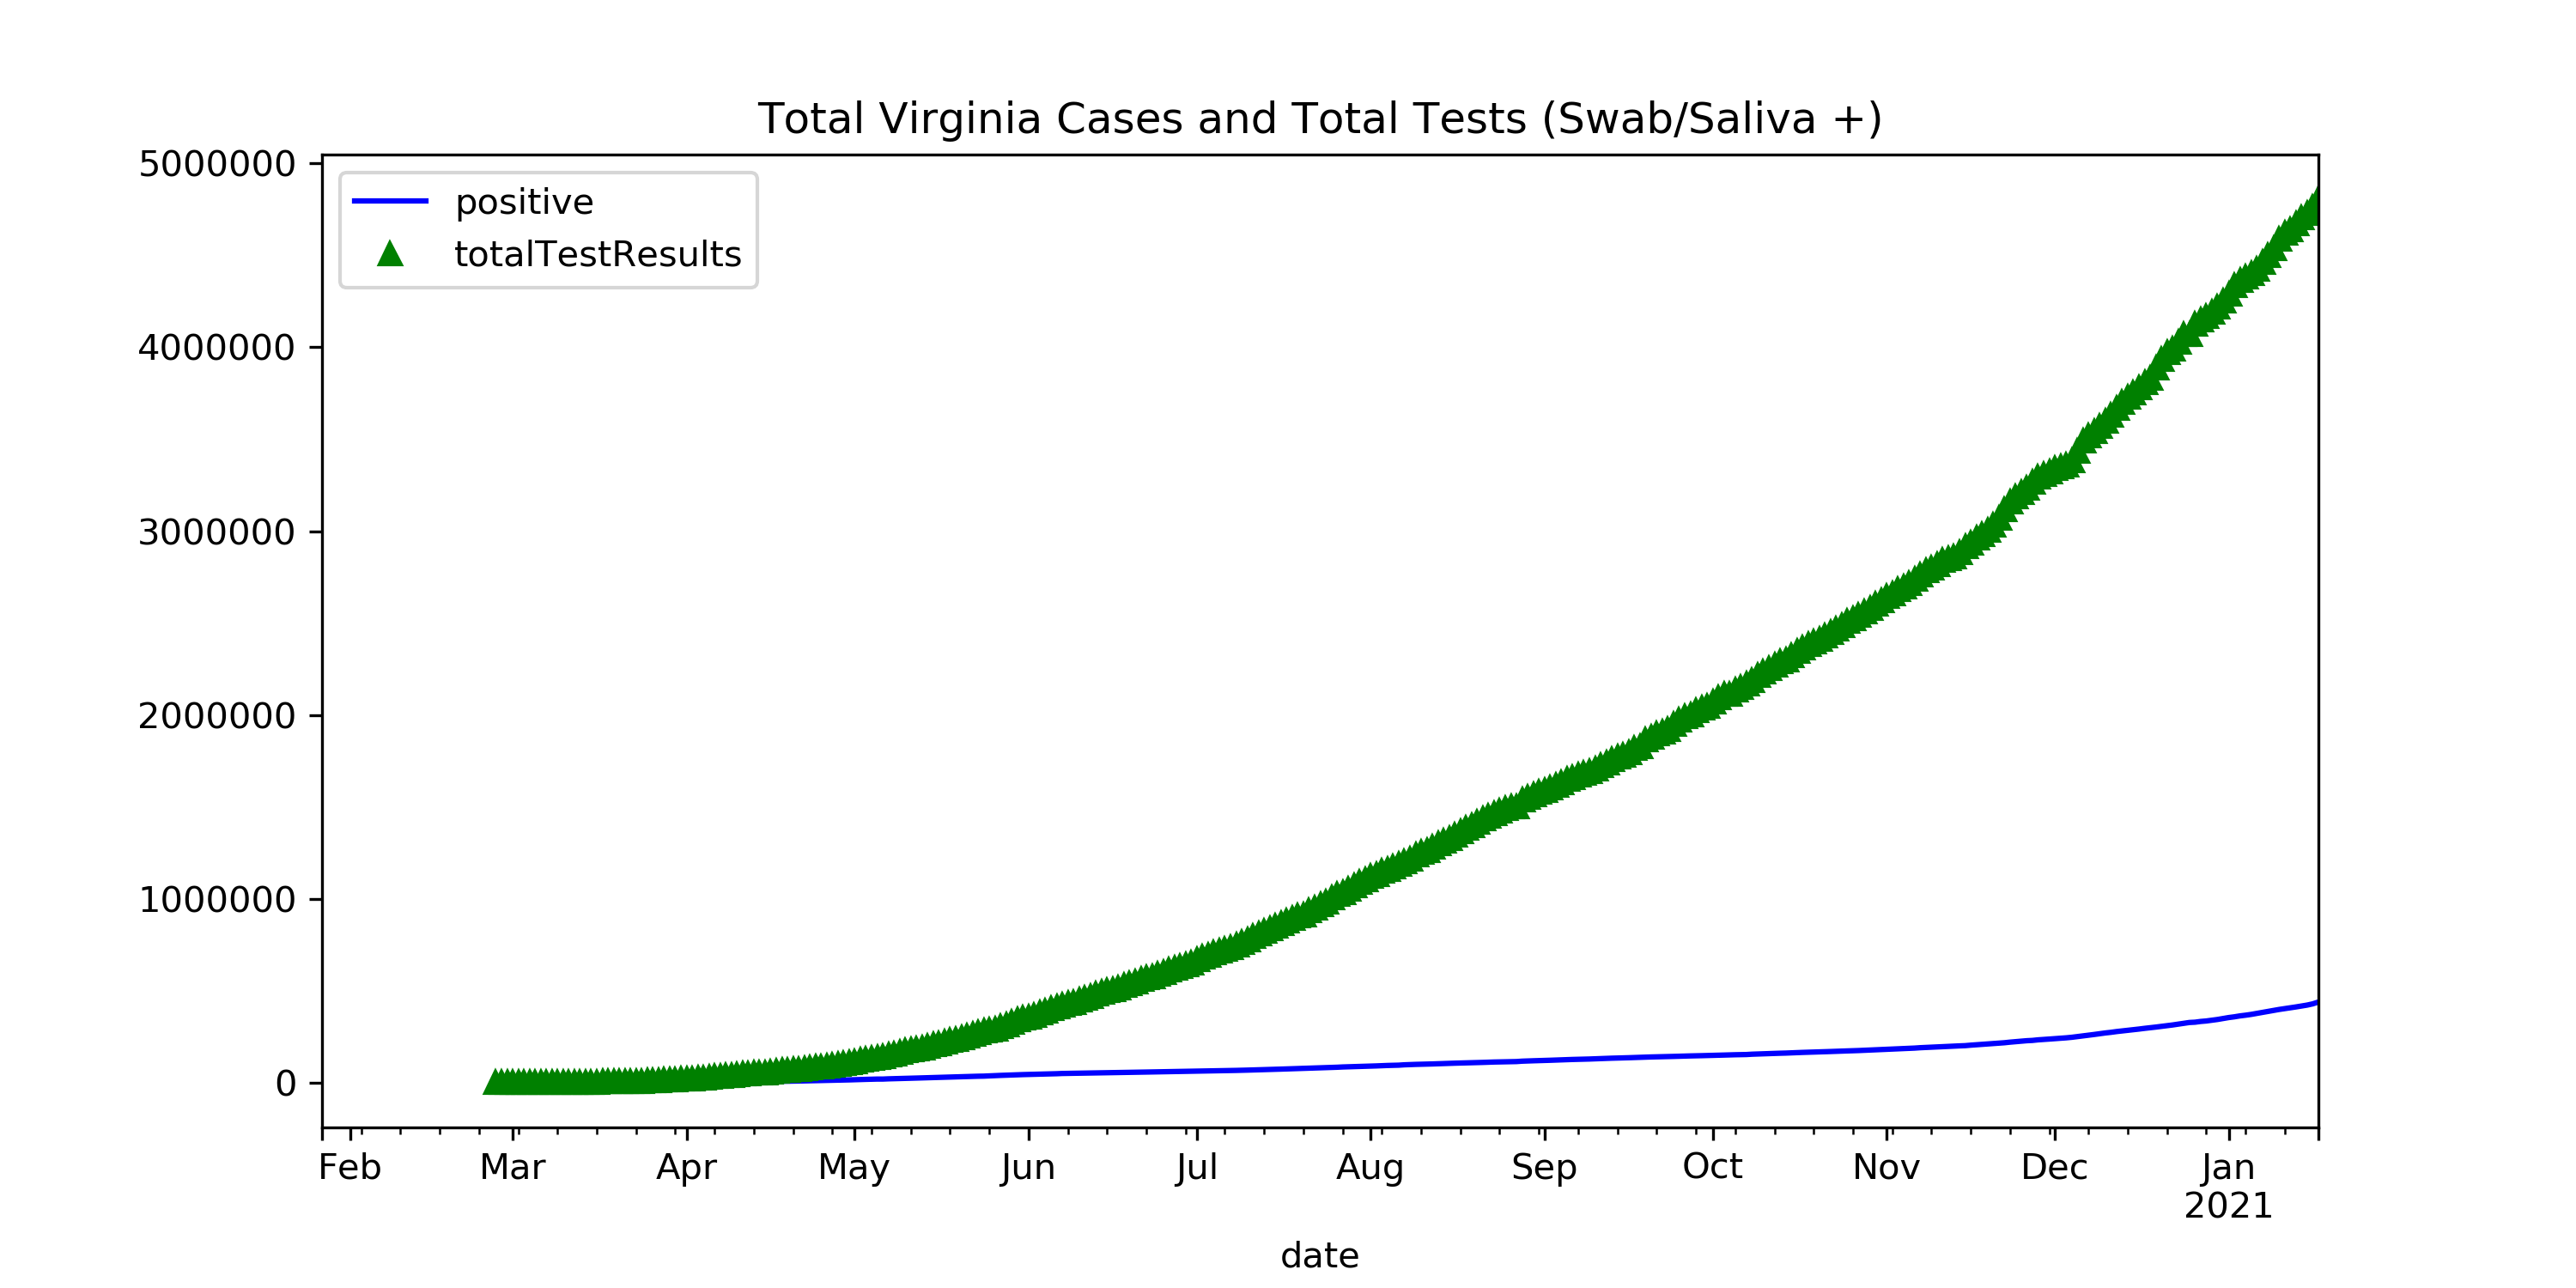 Total Virginia Cases and Total Tests (Swab/Saliva +)
5000000
4000000
3000000
2000000
1000000
0
positive
totalTestResults
Feb Mar Apr May Jun Jul Aug Sep Oct Nov Dec Jan
2021
date